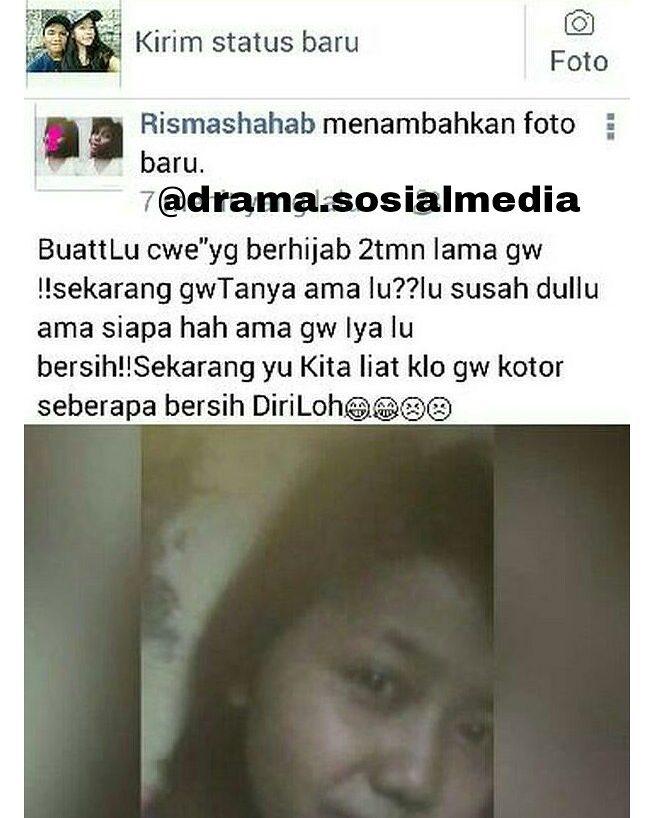 Kirim status baru
Foto
Rismashahab menambahkan foto
baru.
@drama.sosialmedia
BuattLu cwe"yg berhijab 2tmn lama gw
!!sekarang gwTanya ama lu??lu susah dullu
ama siapa hah ama gw Iya lu
bersih!!Sekarang yu Kita liat klo gw kotor
seberapa bersih DiriLoh😁😁☹☹